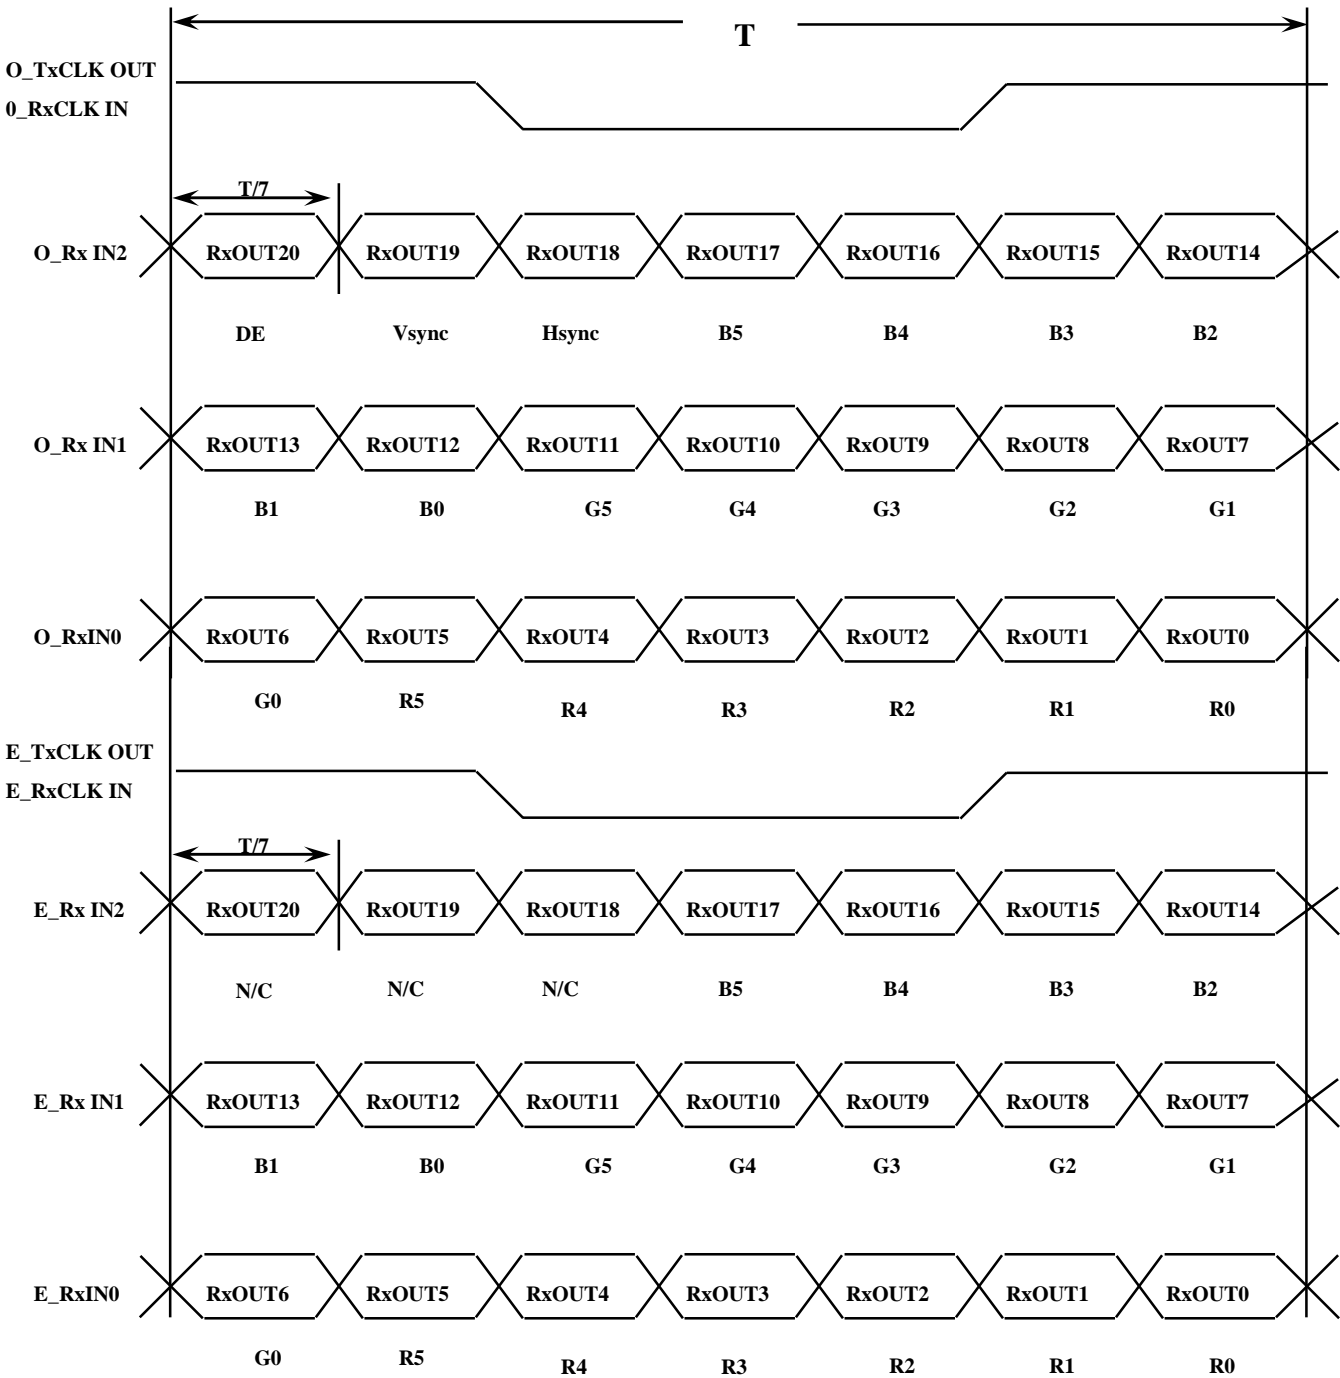 T
O_TxCLK OUT
0_RxCLK IN
T/7
O_Rx IN2 RxOUT20 RxOUT19 RxOUT18 RxOUT17 RxOUT16 RxOUT15 RxOUT14
DE Vsync Hsync B5 B4 B3 B2
O_Rx IN1 RxOUT13 RxOUT12 RxOUT11 RxOUT10 RxOUT9 RxOUT8 RxOUT7
B1 B0 G5 G4 G3 G2 G1
O_RxIN0 RxOUT6 RxOUT5 RxOUT4 RxOUT3 RxOUT2 RxOUT1 RxOUT0
G0 R5 R4 R3 R2 R1 R0
E_TxCLK OUT
E_RxCLK IN
T/7
E_Rx IN2 RxOUT20 RxOUT19 RxOUT18 RxOUT17 RxOUT16 RxOUT15 RxOUT14
N/C N/C N/C B5 B4 B3 B2
E_Rx IN1 RxOUT13 RxOUT12 RxOUT11 RxOUT10 RxOUT9 RxOUT8 RxOUT7
B1 B0 G5 G4 G3 G2 G1
E_RxIN0 RxOUT6 RxOUT5 RxOUT4 RxOUT3 RxOUT2 RxOUT1 RxOUT0
G0 R5 R4 R3 R2 R1 R0